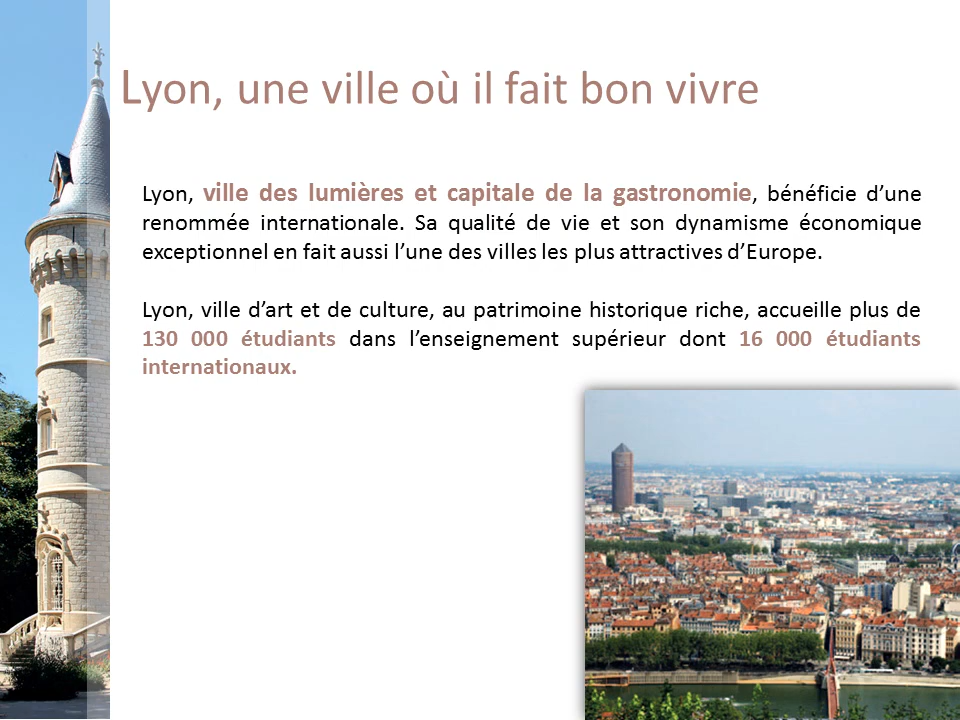 Lyon, une ville où il fait bon vivre
Lyon, ville des lumières et capitale de la gastronomie, bénéficie d’une
renommée internationale. Sa qualité de vie et son dynamisme économique
exceptionnel en fait aussi l’une des villes les plus attractives d’Europe.
Lyon, ville d’art et de culture, au patrimoine historique riche, accueille plus de
130 000 étudiants dans l’enseignement supérieur dont 16 000 étudiants
internationaux.